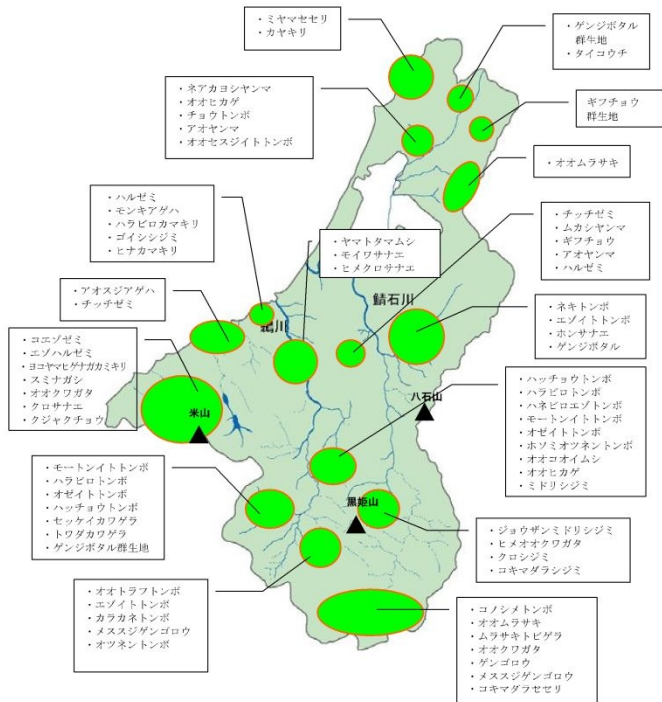 ・ミヤマセセリ
・カヤキリ
・ゲンジボタル
群生地
・タイコウチ
・ネアカヨシヤンマ
・オオヒカゲ
・チョウトンボ
・アオヤンマ
・オオセスジイトトンボ
ギフチョウ
群生地
・オオムラサキ
・ハルゼミ
・モンキアゲハ
・ハラビロカマキリ
・ゴイシシジミ
・ヒナカマキリ
・ヤマトタマムシ
・モイワサナエ
・ヒメクロサナエ
・チッチゼミ
・ムカシヤンマ
・ギフチョウ
・アオヤンマ
・ハルゼミ
・アオスジアゲハ
・チッチゼミ
鵜川
鯖石川
・ネキトンボ
・エゾイトトンボ
・ホンサナエ
・ゲンジボタル
・コエゾゼミ
・エゾハルゼミ
・ヨコヤマヒゲナガカミキリ
・スミナガシ
・オオクワガタ
・クロサナエ
・クジャクチョウ
米山
八石山
・ハッチョウトンボ
・ハラビロトンボ
・ハネビロエゾトンボ
・モートンイトトンボ
・オゼイトトンボ
・ホソミオツネントンボ
・オオコオイムシ
・オオヒカゲ
・ミドリシジミ
・モートンイトトンボ
・ハラビロトンボ
・オゼイトトンボ
・ハッチョウトンボ
・セッケイカワゲラ
・トワダカワゲラ
・ゲンジボタル群生地
黒姫山
・ジョウザンミドリシジミ
・ヒメオオクワガタ
・クロシジミ
・コキマダラシジミ
・オオトラフトンボ
・エゾイトトンボ
・カラカネトンボ
・メススジゲンゴロウ
・オツネントンボ
・コノシメトンボ
・オオムラサキ
・ムラサキトビゲラ
・オオクワガタ
・ゲンゴロウ
・メススジゲンゴロウ
・コキマダラセセリ